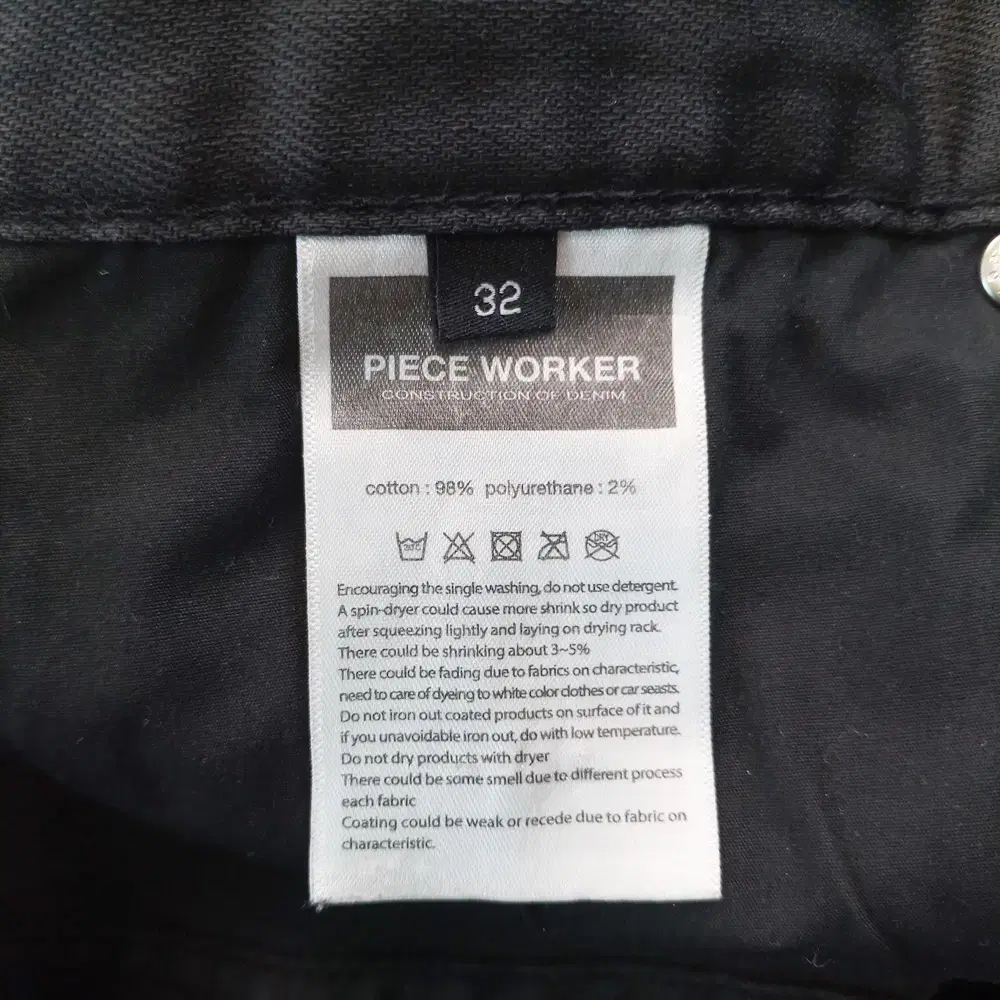 32
PIECE WORKER
CONSTRUCTION OF DENIM
cotton : 98% polyurethane : 2%
30°C DRY
Encouraging the single washing, do not use detergent.
A spin-dryer could cause more shrink so dry product
after squeezing lightly and laying on drying rack.
There could be shrinking about 3~5%
There could be fading due to fabrics on characteristic,
need to care of dyeing to white color clothes or car seasts.
Do not iron out coated products on surface of it and
if you unavoidable iron out, do with low temperature.
Do not dry products with dryer
There could be some smell due to different process
each fabric
Coating could be weak or recede due to fabric on
characteristic.